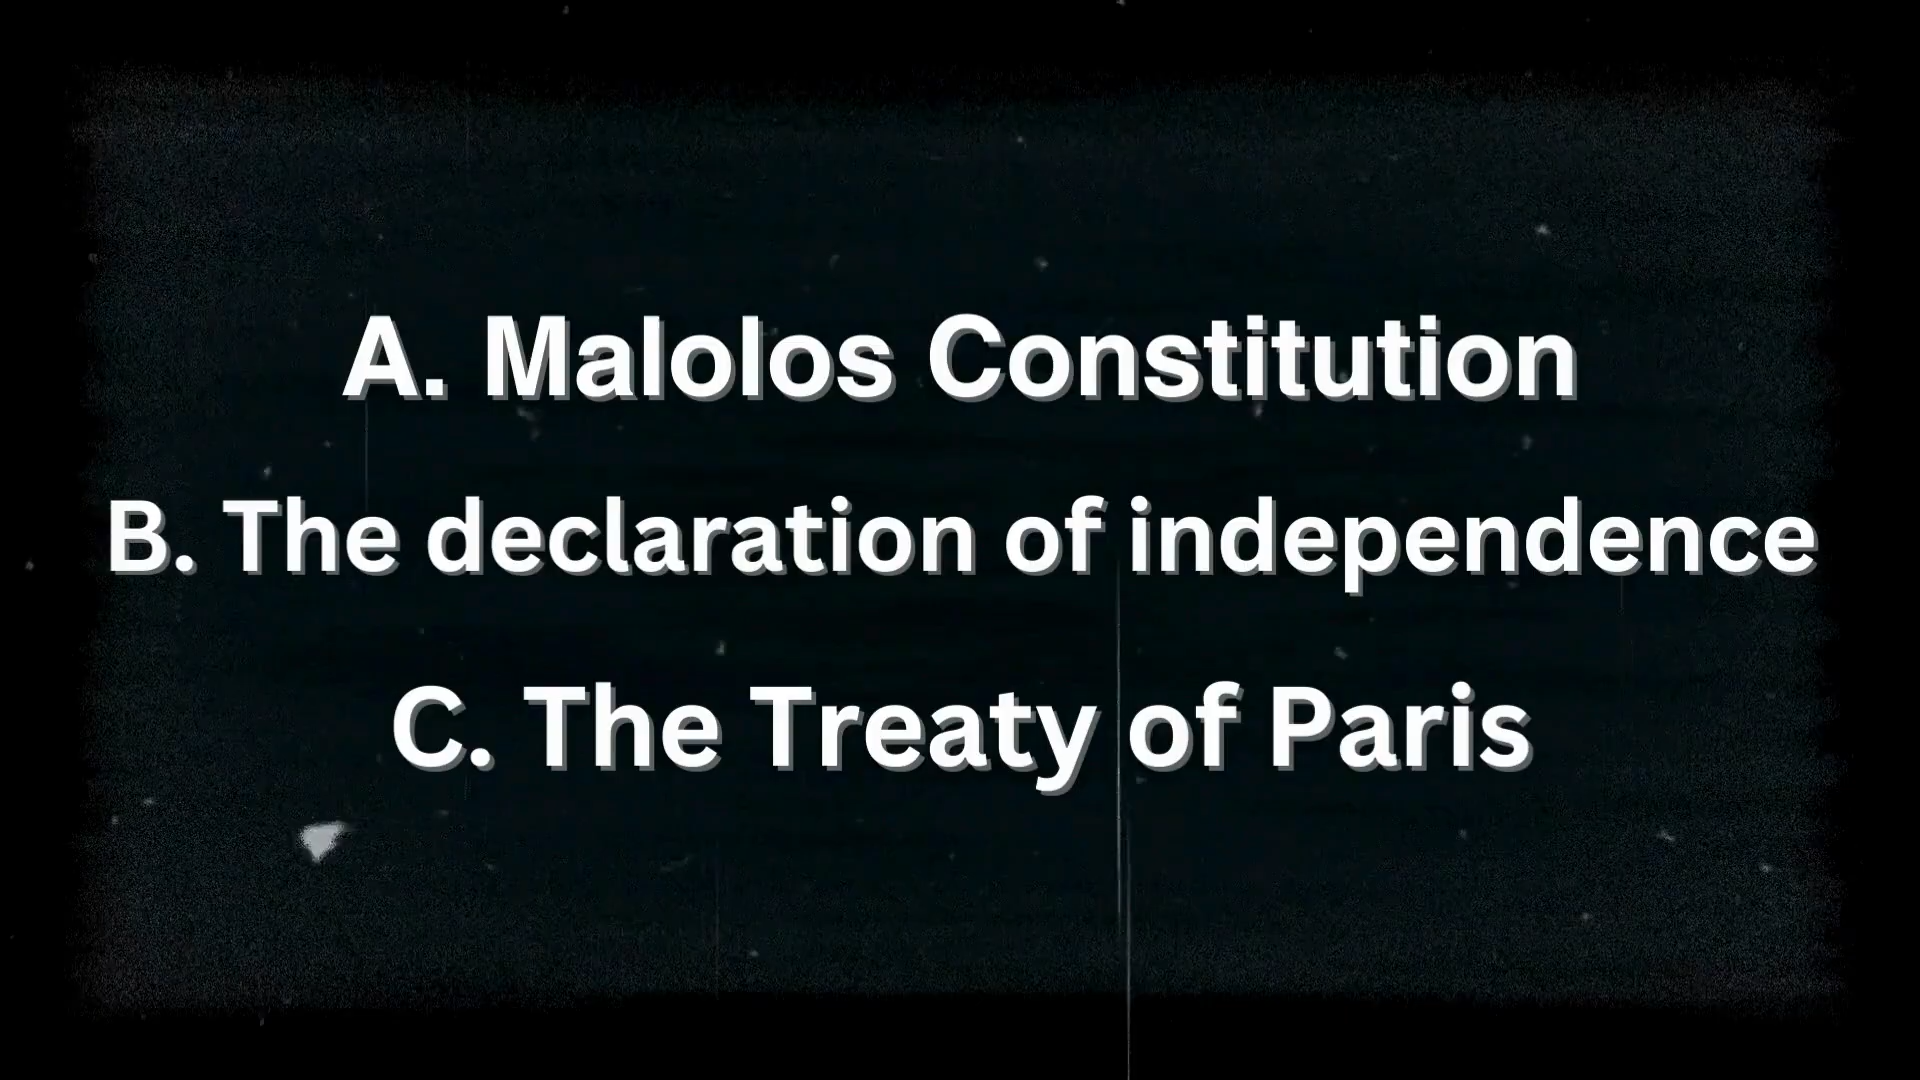 A. Malolos Constitution
B. The declaration of independence
C. The Treaty of Paris